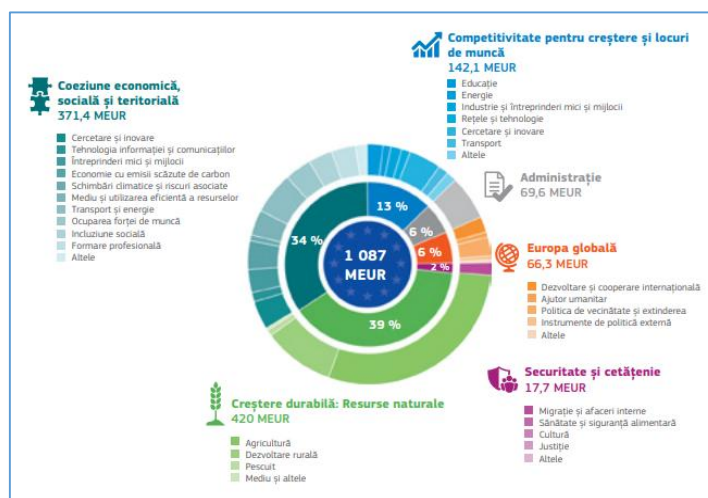 Competitivitate pentru creștere și locuri
de muncă
142,1 MEUR
Educație
Energie
Industrie și întreprinderi mici și mijlocii
Rețele și tehnologie
Cercetare și inovare
Transport
Altele
Coeziune economică,
socială și teritorială
371,4 MEUR
Cercetare și inovare
Tehnologia informației și comunicațiilor
Întreprinderi mici și mijlocii
Economie cu emisii scăzute de carbon
Schimbări climatice și riscuri asociate
Mediu și utilizarea eficientă a resurselor
Transport și energie
Ocuparea forței de muncă
Incluziune socială
Formare profesională
Altele
Administrație
69,6 MEUR
13 %
6 %
6 %
2 %
34 %
39 %
1 087
MEUR
Europa globală
66,3 MEUR
Dezvoltare și cooperare internațională
Ajutor umanitar
Politica de vecinătate și extinderea
Instrumente de politică externă
Altele
Securitate și cetățenie
17,7 MEUR
Migrație și afaceri interne
Sănătate și siguranță alimentară
Cultură
Justiție
Altele
Creștere durabilă: Resurse naturale
420 MEUR
Agricultură
Dezvoltare rurală
Pescuit
Mediu și altele